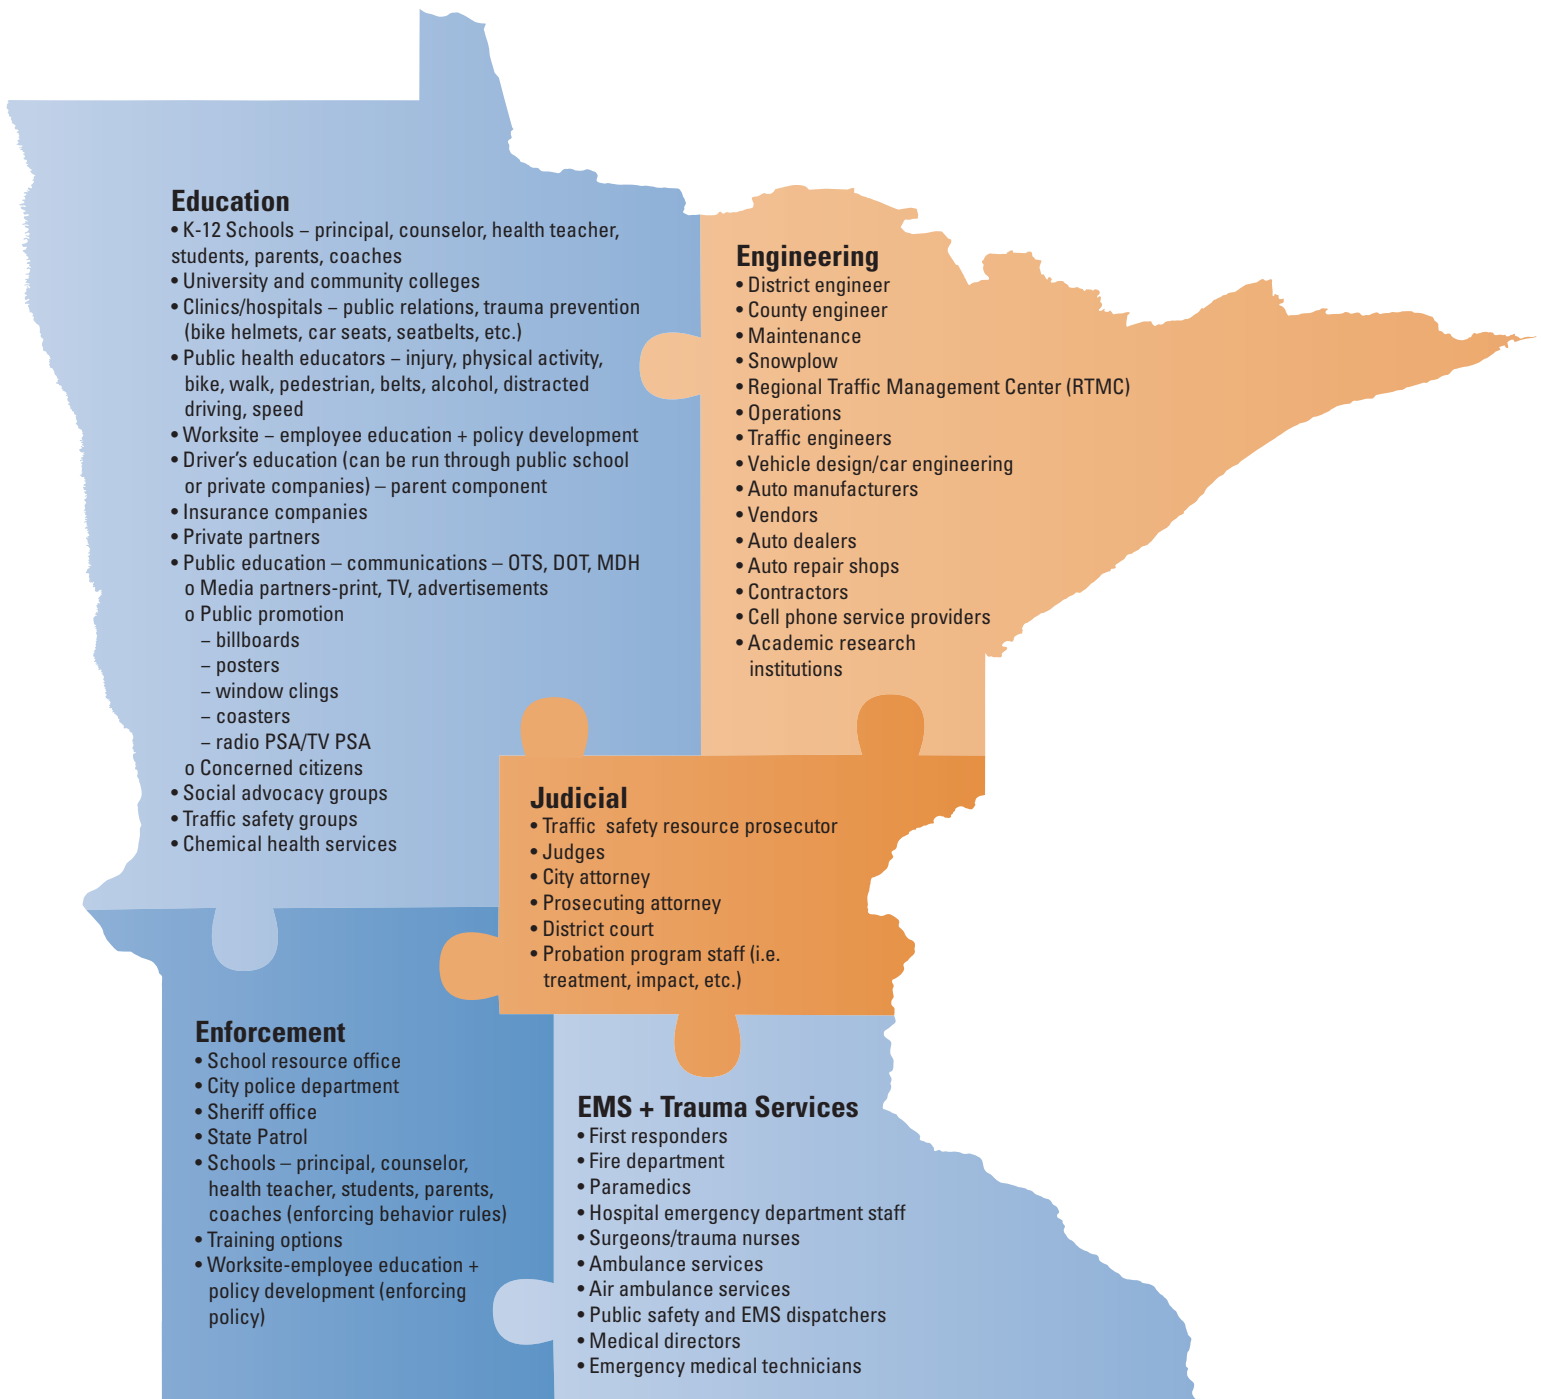 Education
• K-12 Schools – principal, counselor, health teacher,
students, parents, coaches
• University and community colleges
• Clinics/hospitals – public relations, trauma prevention
(bike helmets, car seats, seatbelts, etc.)
• Public health educators – injury, physical activity,
bike, walk, pedestrian, belts, alcohol, distracted
driving, speed
• Worksite – employee education + policy development
• Driver’s education (can be run through public school
or private companies) – parent component
• Insurance companies
• Private partners
• Public education – communications – OTS, DOT, MDH
o Media partners-print, TV, advertisements
o Public promotion
– billboards
– posters
– window clings
– coasters
– radio PSA/TV PSA
o Concerned citizens
• Social advocacy groups
• Traffic safety groups
• Chemical health services
Engineering
• District engineer
• County engineer
• Maintenance
• Snowplow
• Regional Traffic Management Center (RTMC)
• Operations
• Traffic engineers
• Vehicle design/car engineering
• Auto manufacturers
• Vendors
• Auto dealers
• Auto repair shops
• Contractors
• Cell phone service providers
• Academic research
institutions
Judicial
• Traffic safety resource prosecutor
• Judges
• City attorney
• Prosecuting attorney
• District court
• Probation program staff (i.e.
treatment, impact, etc.)
Enforcement
• School resource office
• City police department
• Sheriff office
• State Patrol
• Schools – principal, counselor,
health teacher, students, parents,
coaches (enforcing behavior rules)
• Training options
• Worksite-employee education +
policy development (enforcing
policy)
EMS + Trauma Services
• First responders
• Fire department
• Paramedics
• Hospital emergency department staff
• Surgeons/trauma nurses
• Ambulance services
• Air ambulance services
• Public safety and EMS dispatchers
• Medical directors
• Emergency medical technicians